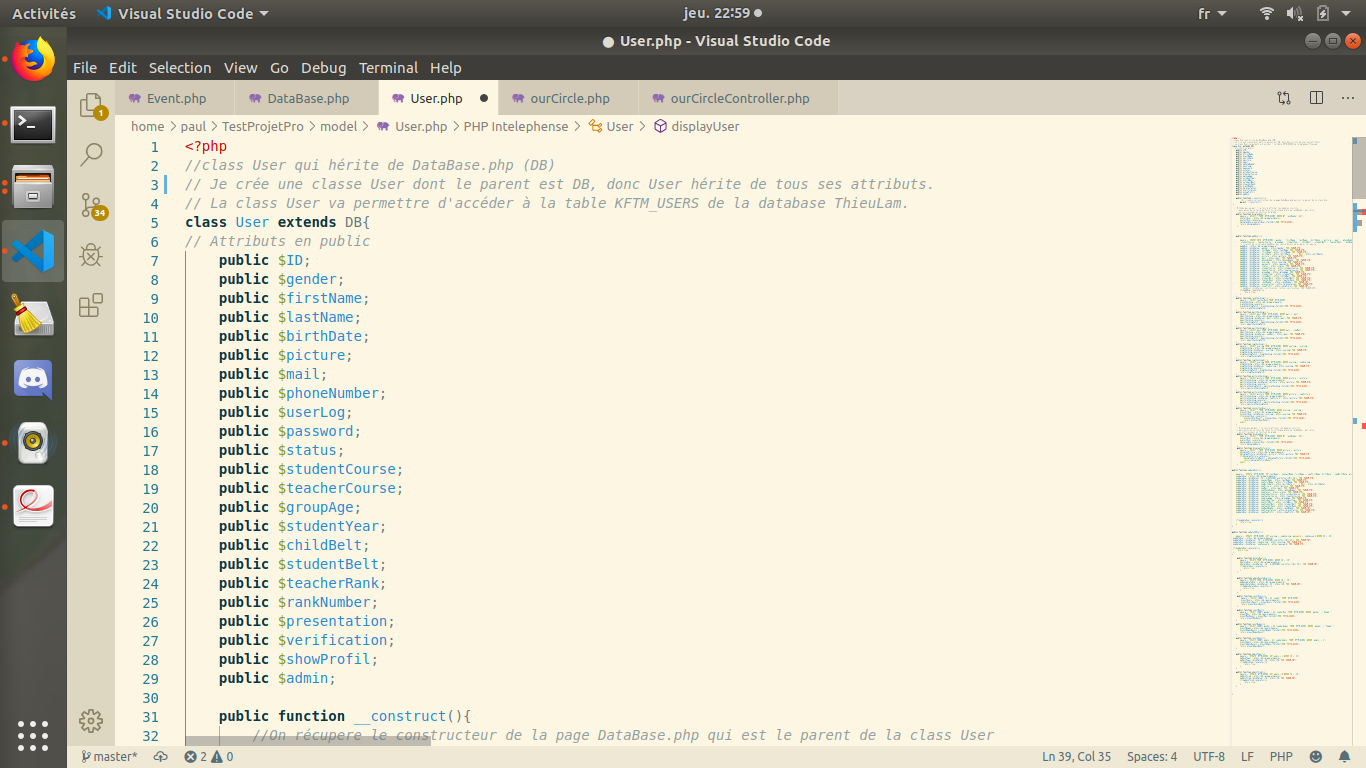 Activités Visual Studio Code jeu. 22:59 fr
User.php - Visual Studio Code
File Edit Selection View Go Debug Terminal Help
Event.php DataBase.php User.php ourCircle.php ourCircleController.php
home > paul > TestProjetPro > model > User.php > PHP Intelephense > User > displayUser
1 <?php
2 //class User qui hérite de DataBase.php (DB)
3 // Je crée une classe User dont le parent est DB, donc User hérite de tous ses attributs.
4 // La class User va permettre d'accéder à la table KFTM_USERS de la database ThieuLam.
5 class User extends DB{
6 // Attributs en public
7 public $ID;
8 public $gender;
9 public $firstName;
10 public $lastName;
11 public $birthDate;
12 public $picture;
13 public $mail;
14 public $phoneNumber;
15 public $userLog;
16 public $password;
17 public $status;
18 public $studentCourse;
19 public $teacherCourse;
20 public $groupAge;
21 public $studentYear;
22 public $childBelt;
23 public $studentBelt;
24 public $teacherRank;
25 public $rankNumber;
26 public $presentation;
27 public $verification;
28 public $showProfil;
29 public $admin;
30
31 public function __construct(){
32 //On récupere le constructeur de la page DataBase.php qui est le parent de la class User
1
34
master* 2 0 Ln 39, Col 35 Spaces: 4 UTF-8 LF PHP